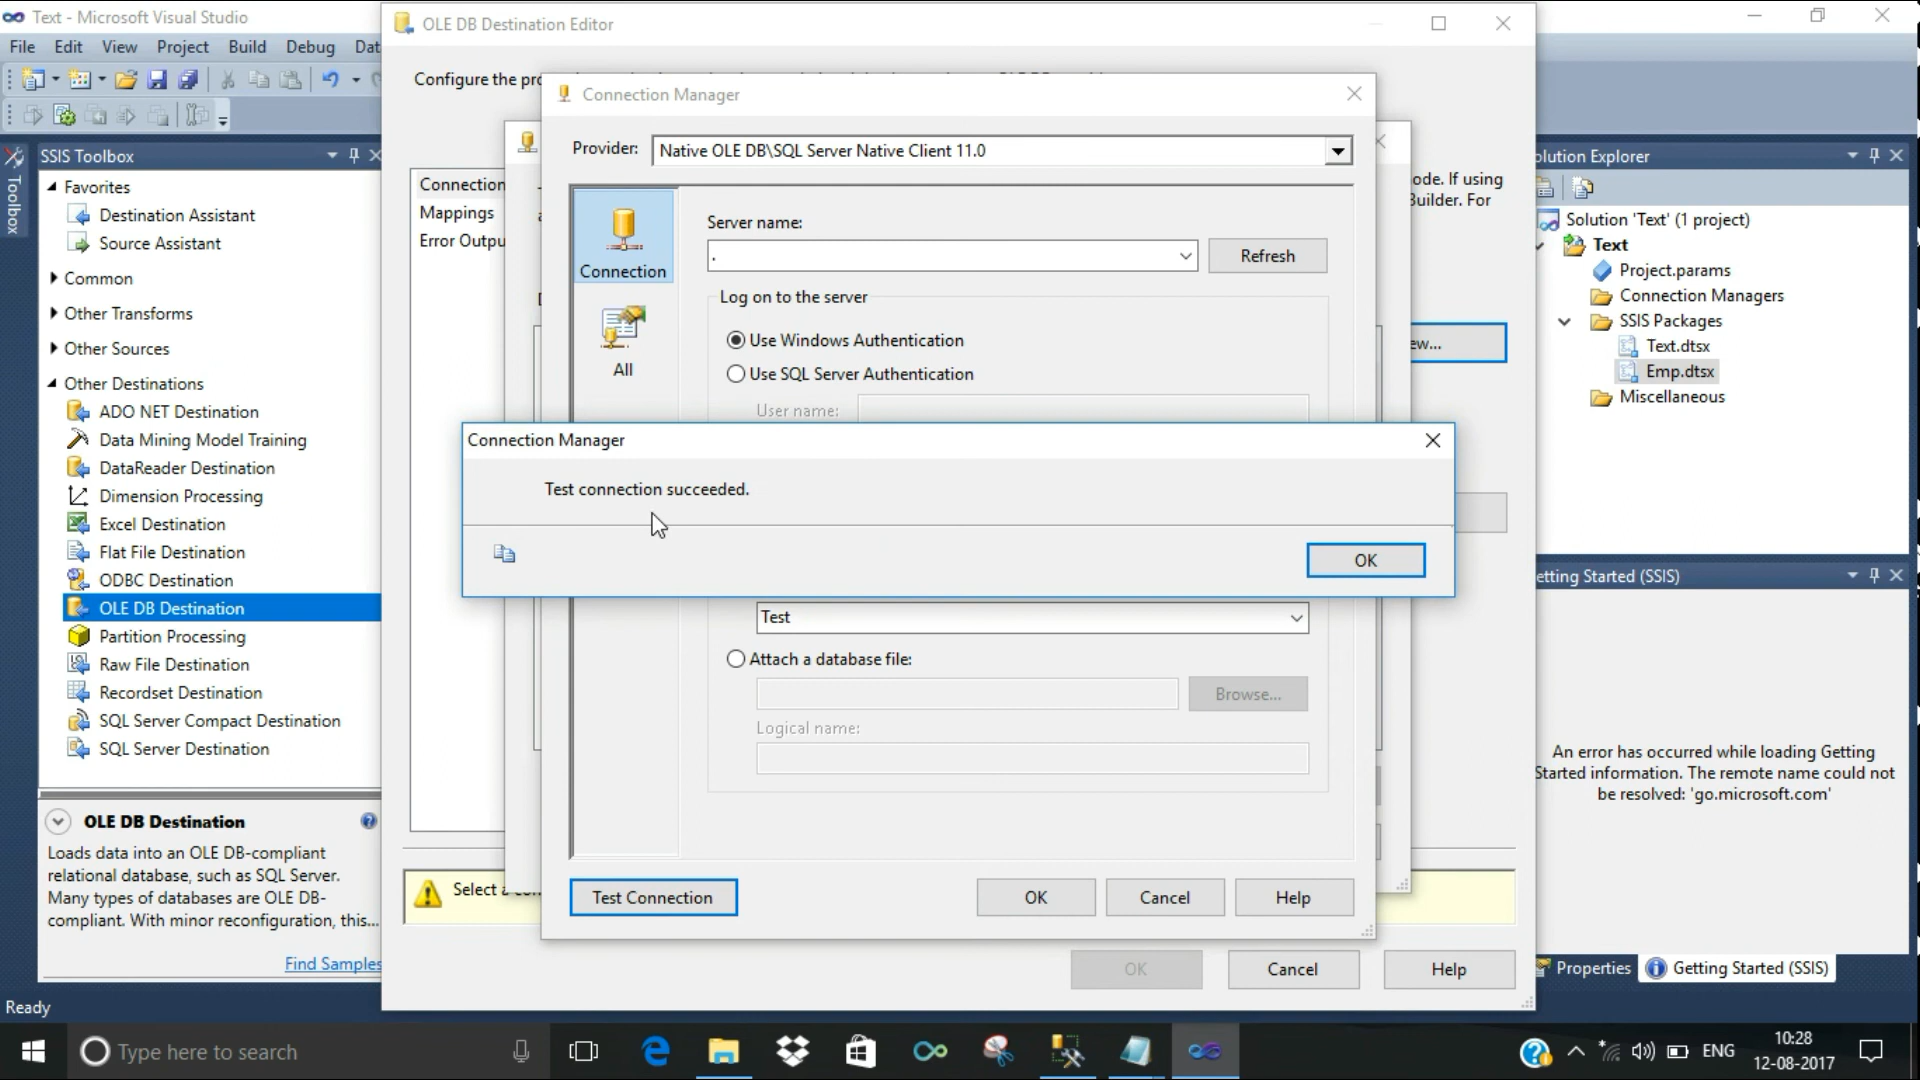 Text - Microsoft Visual Studio
File Edit View Project Build Debug Dat
Toolbox
SSIS Toolbox
Favorites
Destination Assistant
Source Assistant
Common
Other Transforms
Other Sources
Other Destinations
ADO NET Destination
Data Mining Model Training
DataReader Destination
Dimension Processing
Excel Destination
Flat File Destination
ODBC Destination
OLE DB Destination
Partition Processing
Raw File Destination
Recordset Destination
SQL Server Compact Destination
SQL Server Destination
OLE DB Destination
Loads data into an OLE DB-compliant
relational database, such as SQL Server.
Many types of databases are OLE DB-
compliant. With minor reconfiguration, this...
Find Samples
Ready
OLE DB Destination Editor
Configure the pro
Connection
Mappings
Error Outpu
ode. If using
Builder. For
ew...
Select a con
OK Cancel Help
Connection Manager
Provider: Native OLE DB\SQL Server Native Client 11.0
Connection
All
Server name:
. Refresh
Log on to the server
Use Windows Authentication
Use SQL Server Authentication
User name:
Connection Manager
Test connection succeeded.
OK
Test
Attach a database file:
Browse...
Logical name:
Test Connection OK Cancel Help
olution Explorer
Solution 'Text' (1 project)
Text
Project.params
Connection Managers
SSIS Packages
Text.dtsx
Emp.dtsx
Miscellaneous
etting Started (SSIS)
An error has occurred while loading Getting
Started information. The remote name could not
be resolved: 'go.microsoft.com'
Properties Getting Started (SSIS)
Type here to search
ENG
10:28
12-08-2017